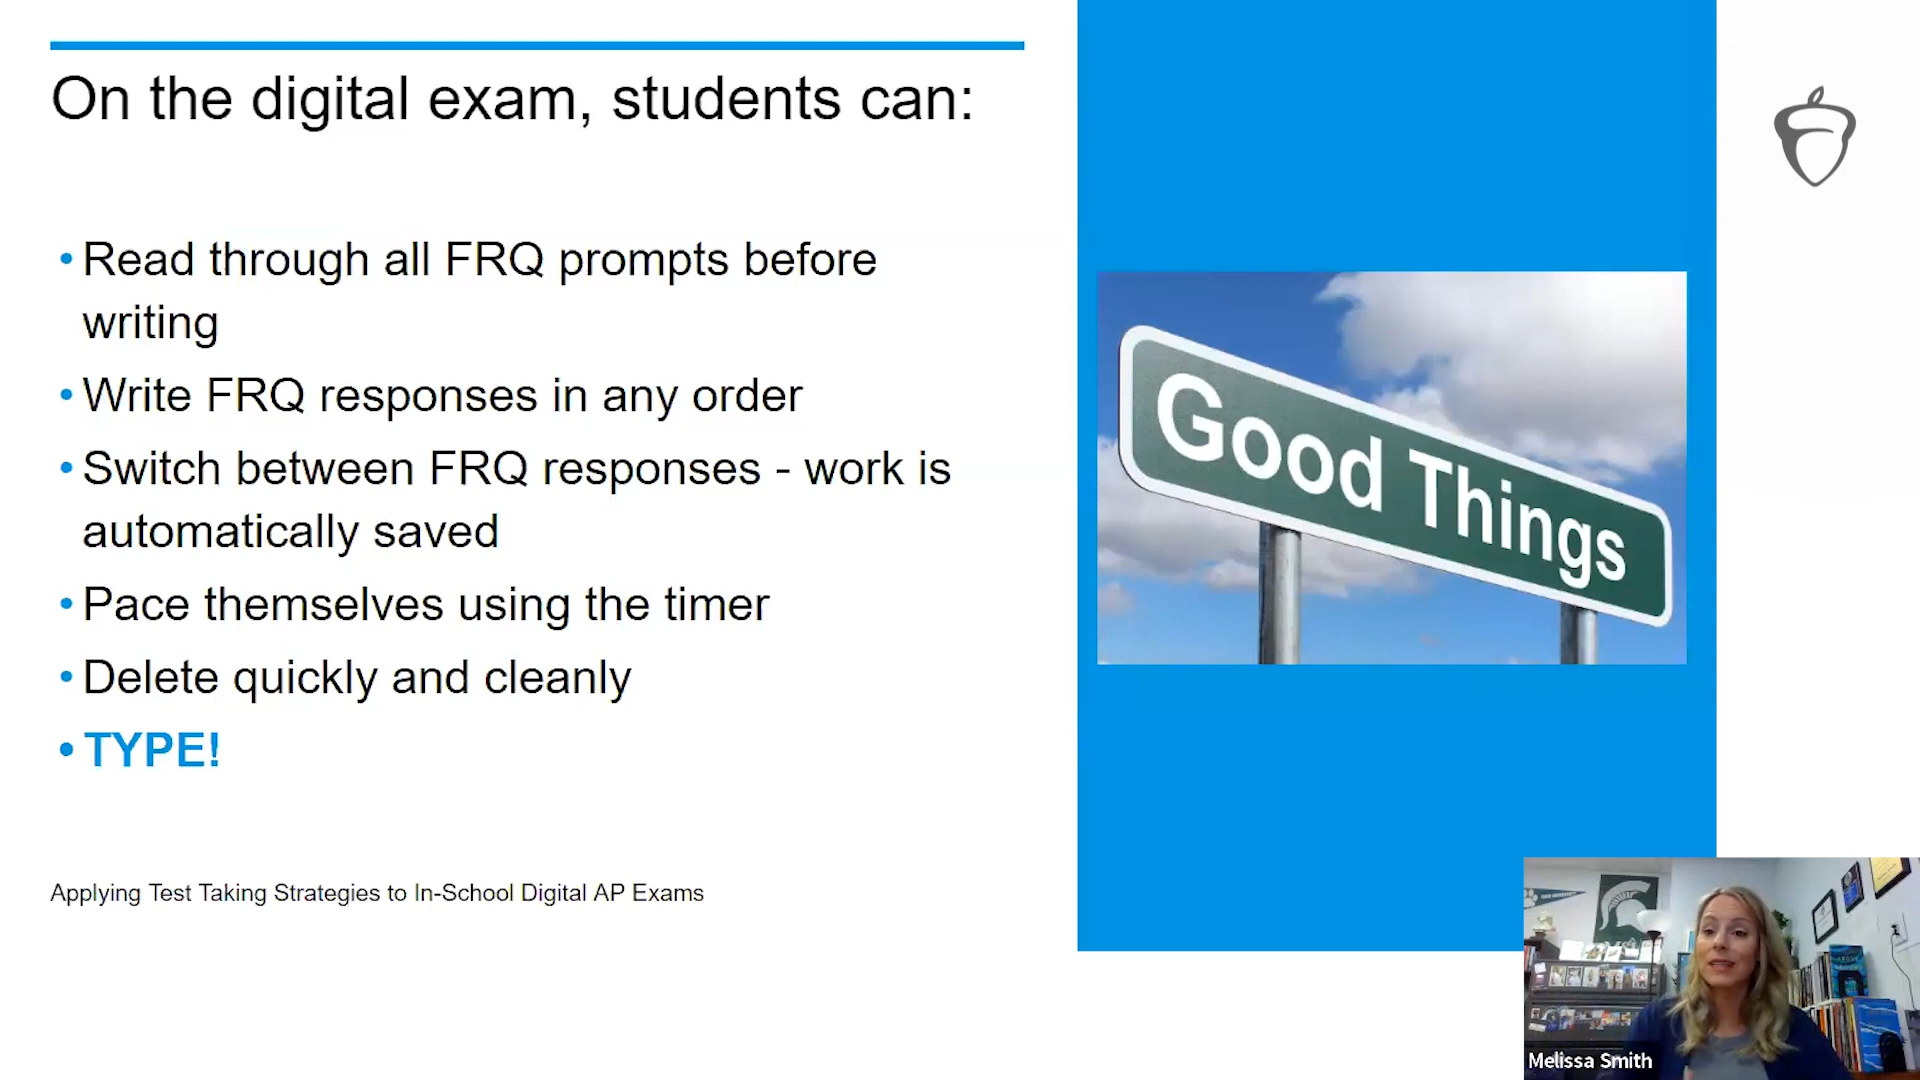 On the digital exam, students can:
• Read through all FRQ prompts before
writing
• Write FRQ responses in any order
• Switch between FRQ responses - work is
automatically saved
• Pace themselves using the timer
• Delete quickly and cleanly
• TYPE!
Applying Test Taking Strategies to In-School Digital AP Exams
Good Things
Melissa Smith